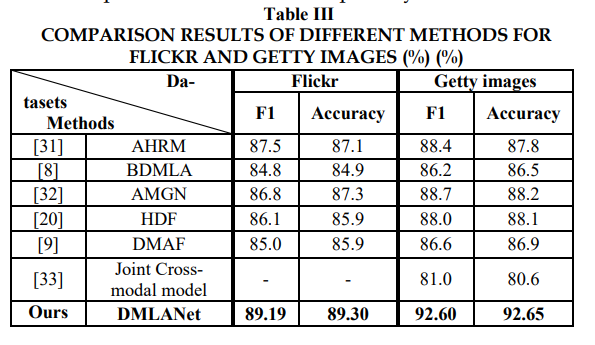 Table III
COMPARISON RESULTS OF DIFFERENT METHODS FOR
FLICKR AND GETTY IMAGES (%) (%)
Da-
tasets
Methods
Flickr Getty images
F1 Accuracy F1 Accuracy
[31] AHRM 87.5 87.1 88.4 87.8
[8] BDMLA 84.8 84.9 86.2 86.5
[32] AMGN 86.8 87.3 88.7 88.2
[20] HDF 86.1 85.9 88.0 88.1
[9] DMAF 85.0 85.9 86.6 86.9
[33] Joint Cross-
modal model - - 81.0 80.6
Ours DMLANet 89.19 89.30 92.60 92.65